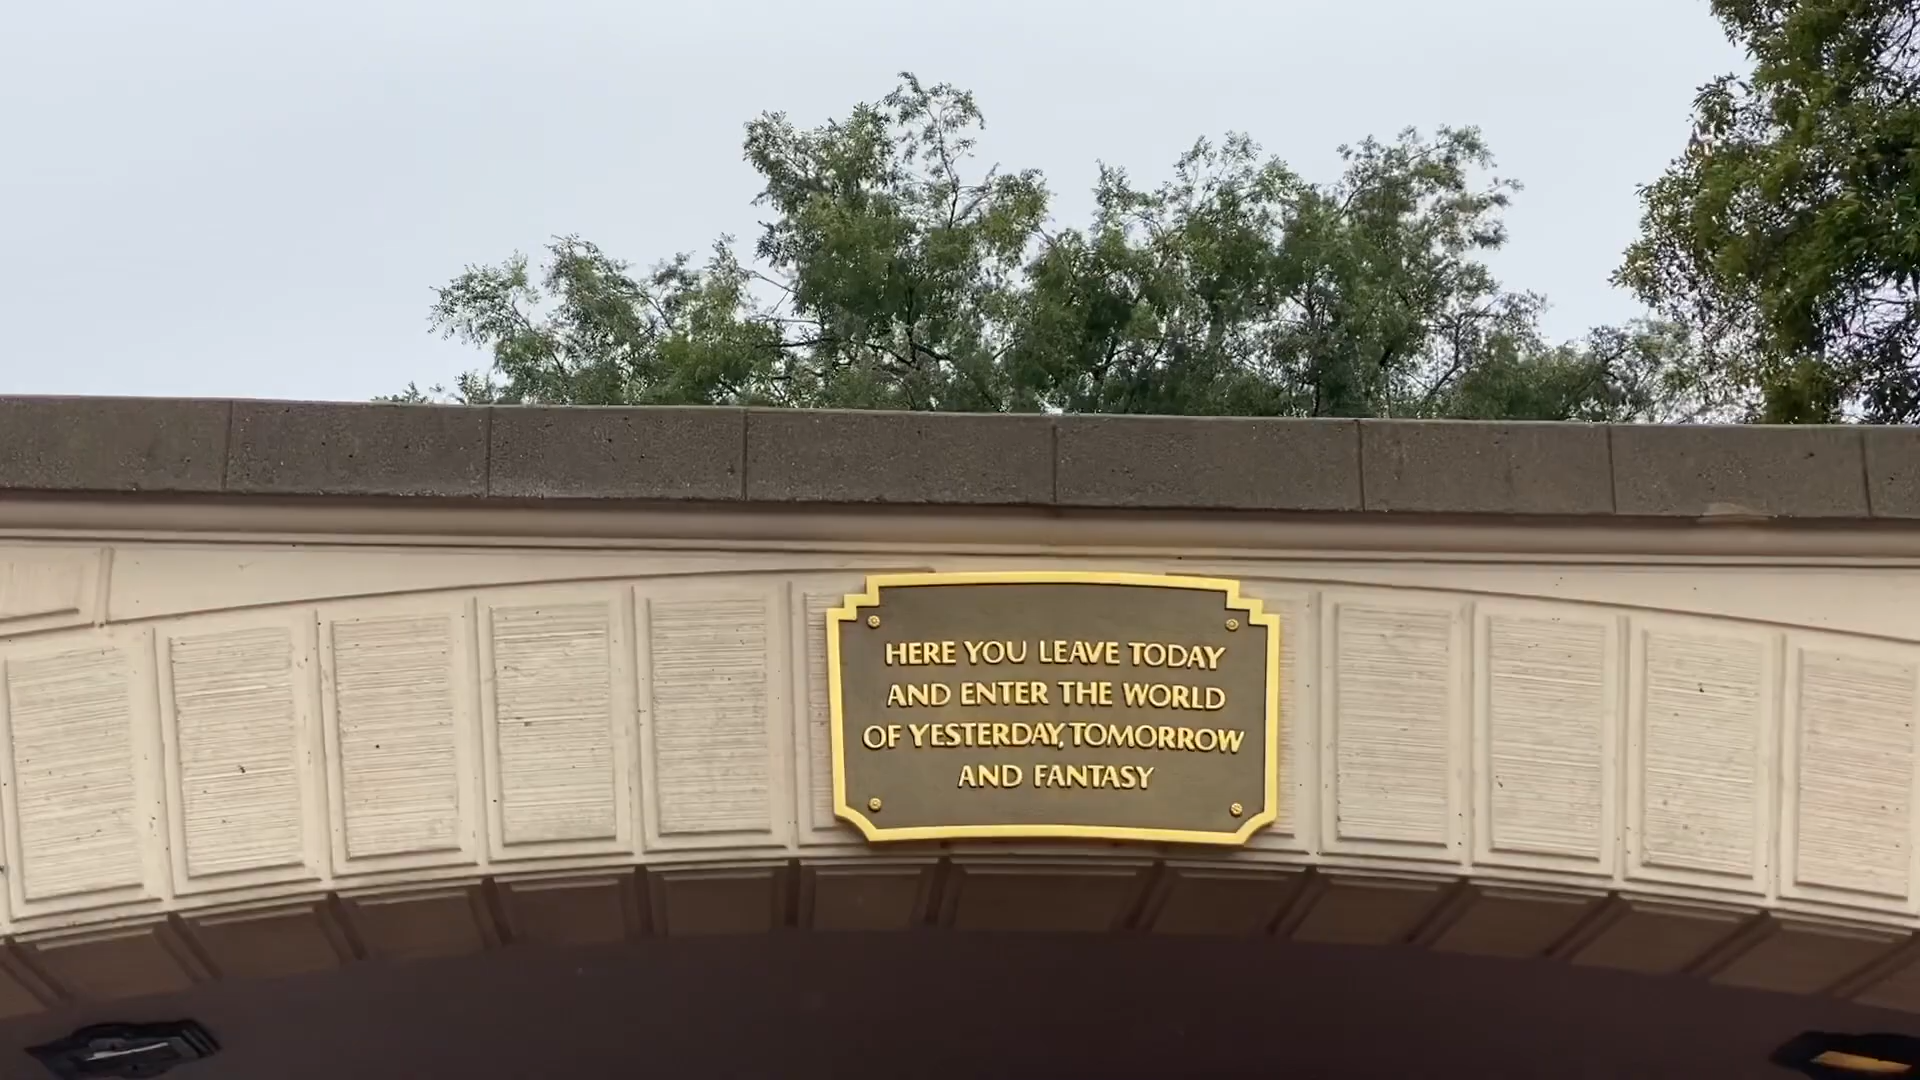 HERE YOU LEAVE TODAY
AND ENTER THE WORLD
OF YESTERDAY, TOMORROW
AND FANTASY